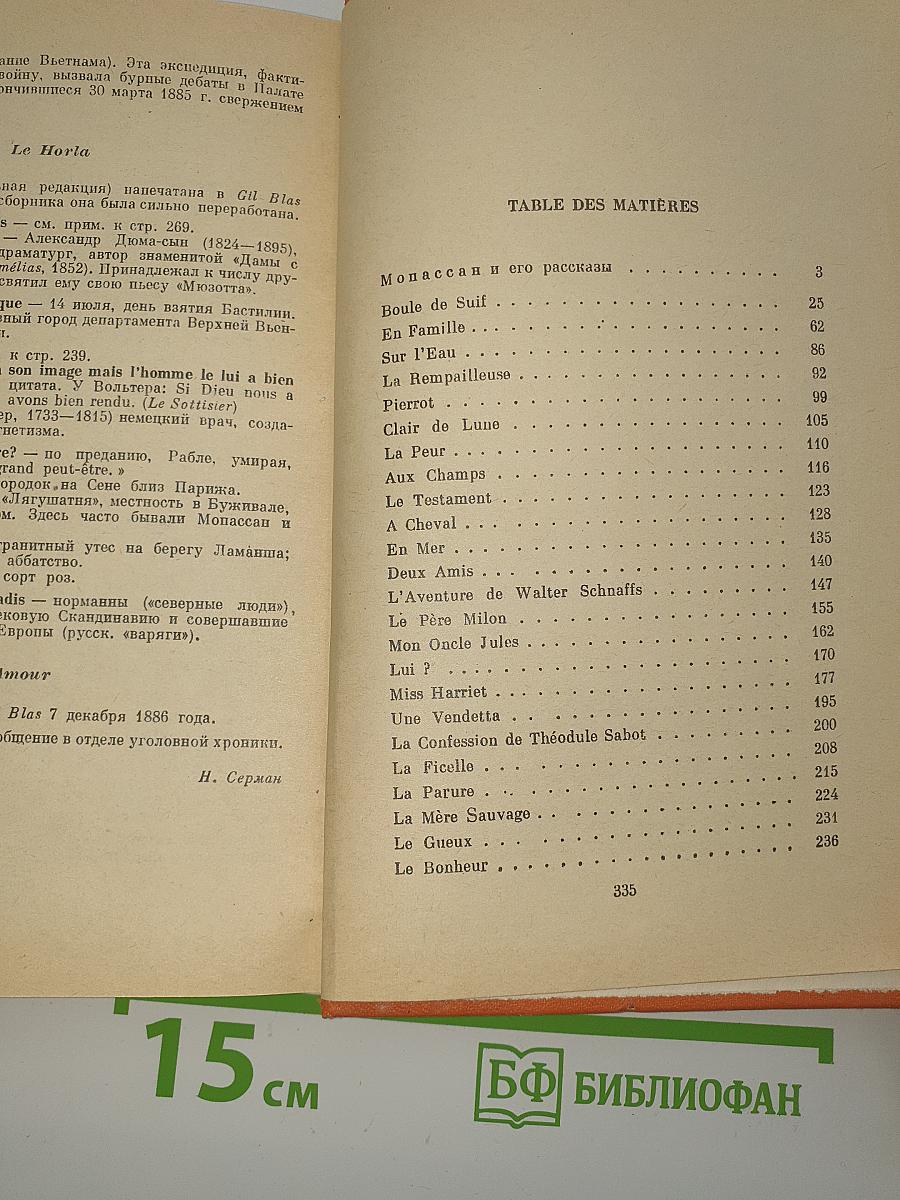 ание Вьетнама). Эта экспедиция, факти-
войну, вызвала бурные дебаты в Палате
ончившиеся 30 марта 1885 г. свержением
Le Horla
ная редакция) напечатана в Gil Blas
сборника она была сильно переработана.
s — см. прим. к стр. 269.
— Александр Дюма-сын (1824—1895),
драматург, автор знаменитой «Дамы с
mélias, 1852). Принадлежал к числу дру-
святил ему свою пьесу «Мюзотта».
que — 14 июля, день взятия Бастилии.
вный город департамента Верхней Вьен-
и.
к стр. 239.
son image mais l'homme le lui a bien
цитата. У Вольтера: Si Dieu nous a
avons bien rendu. (Le Sottisier)
ер, 1733—1815) немецкий врач, созда-
гнетизма.
re? — по преданию, Рабле, умирая,
grand peut-être. »
ородок на Сене близ Парижа.
«Лягушатня», местность в Буживале,
ом. Здесь часто бывали Мопассан и
гранитный утес на берегу Ламанша;
аббатство.
сорт роз.
adis — норманны («северные люди»),
ековую Скандинавию и совершавшие
Европы (русск. «варяги»).
Amour
Blas 7 декабря 1886 года.
общение в отделе уголовной хроники.
Н. Серман
TABLE DES MATIÈRES
Мопассан и его рассказы . . . . . . . . . . 3
Boule de Suif . . . . . . . . . . 25
En Famille . . . . . . . . . . 62
Sur l'Eau . . . . . . . . . . 86
La Rempailleuse . . . . . . . . . . 92
Pierrot . . . . . . . . . . 99
Clair de Lune . . . . . . . . . . 105
La Peur . . . . . . . . . . 110
Aux Champs . . . . . . . . . . 116
Le Testament . . . . . . . . . . 123
A Cheval . . . . . . . . . . 128
En Mer . . . . . . . . . . 135
Deux Amis . . . . . . . . . . 140
L'Aventure de Walter Schnaffs . . . . . . . . 147
Le Père Milon . . . . . . . . . . 155
Mon Oncle Jules . . . . . . . . . . 162
Lui ? . . . . . . . . . . 170
Miss Harriet . . . . . . . . . . 177
Une Vendetta . . . . . . . . . . 195
La Confession de Théodule Sabot . . . . . . . . 200
La Ficelle . . . . . . . . . . 208
La Parure . . . . . . . . . . 215
La Mère Sauvage . . . . . . . . . . 224
Le Gueux . . . . . . . . . . 231
Le Bonheur . . . . . . . . . . 236
335
15 см
БФ БИБЛИОФАН